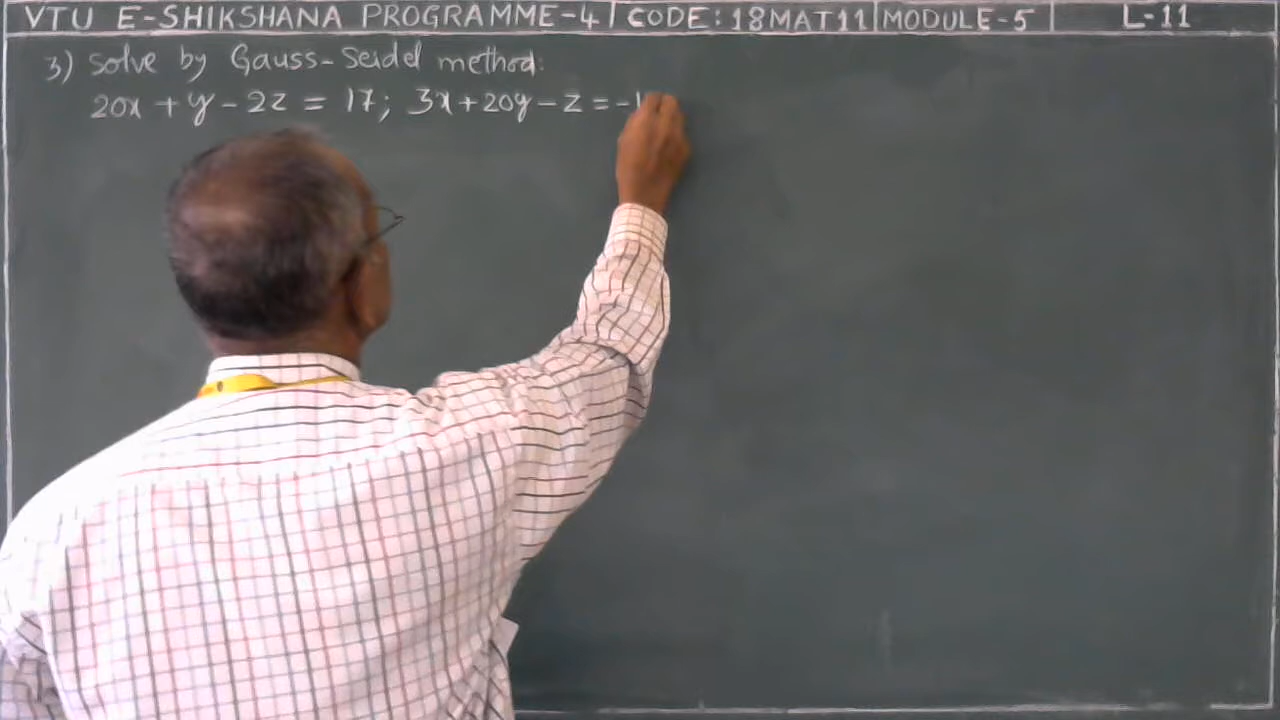 VTU E-SHIKSHANA PROGRAMME-4 | CODE: 18MAT11 | MODULE-5 | L-11
3) Solve by Gauss-Seidel method:
20x + y - 2z = 17; 3x + 20y - z = -1